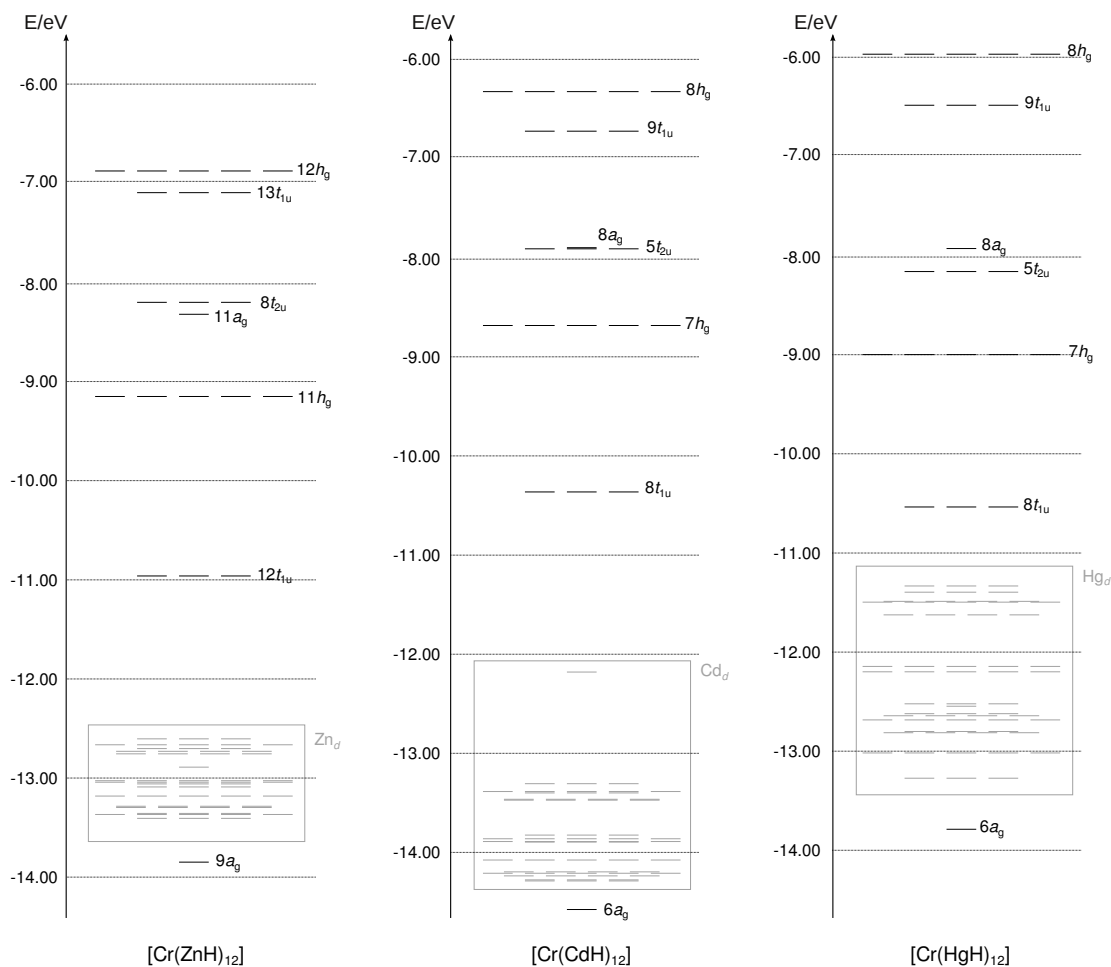 E/eV
-6.00
12hg
-7.00
13t1u
-8.00
8t2u
11ag
-9.00
11hg
-10.00
12t1u
-11.00
-12.00
Znd
-13.00
9ag
-14.00
[Cr(ZnH)12]
E/eV
-6.00
8hg
9t1u
-7.00
8ag
5t2u
-8.00
7hg
-9.00
-10.00
8t1u
-11.00
-12.00
Cdd
-13.00
-14.00
6ag
[Cr(CdH)12]
E/eV
8hg
-6.00
9t1u
-7.00
8ag
-8.00
5t2u
7hg
-9.00
-10.00
8t1u
-11.00
Hgd
-12.00
-13.00
6ag
-14.00
[Cr(HgH)12]